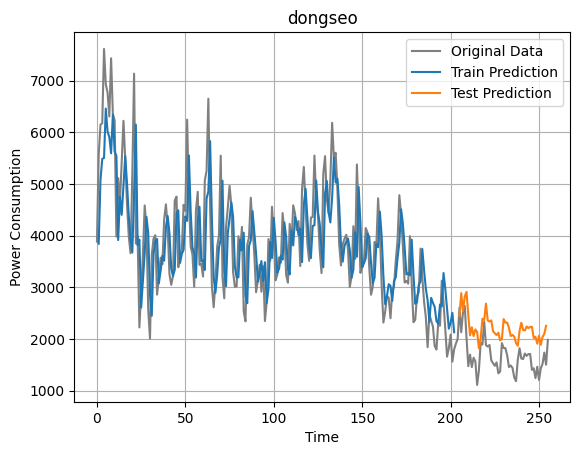 dongseo
Original Data
Train Prediction
Test Prediction
Power Consumption
7000
6000
5000
4000
3000
2000
1000
0
50
100
150
200
250
Time